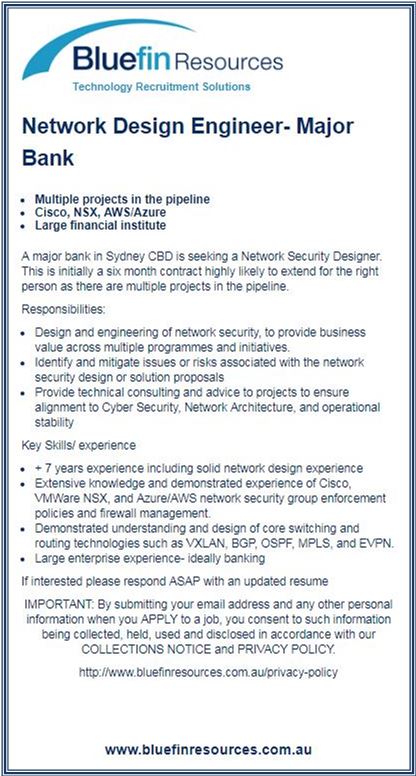 Bluefin Resources
Technology Recruitment Solutions
Network Design Engineer- Major
Bank
• Multiple projects in the pipeline
• Cisco, NSX, AWS/Azure
• Large financial institute
A major bank in Sydney CBD is seeking a Network Security Designer.
This is initially a six month contract highly likely to extend for the right
person as there are multiple projects in the pipeline.
Responsibilities:
• Design and engineering of network security, to provide business
value across multiple programmes and initiatives.
• Identify and mitigate issues or risks associated with the network
security design or solution proposals
• Provide technical consulting and advice to projects to ensure
alignment to Cyber Security, Network Architecture, and operational
stability
Key Skills/ experience
• + 7 years experience including solid network design experience
• Extensive knowledge and demonstrated experience of Cisco,
VMWare NSX, and Azure/AWS network security group enforcement
policies and firewall management.
• Demonstrated understanding and design of core switching and
routing technologies such as VXLAN, BGP, OSPF, MPLS, and EVPN.
• Large enterprise experience- ideally banking
If interested please respond ASAP with an updated resume
IMPORTANT: By submitting your email address and any other personal
information when you APPLY to a job, you consent to such information
being collected, held, used and disclosed in accordance with our
COLLECTIONS NOTICE and PRIVACY POLICY.
http://www.bluefinresources.com.au/privacy-policy
www.bluefinresources.com.au